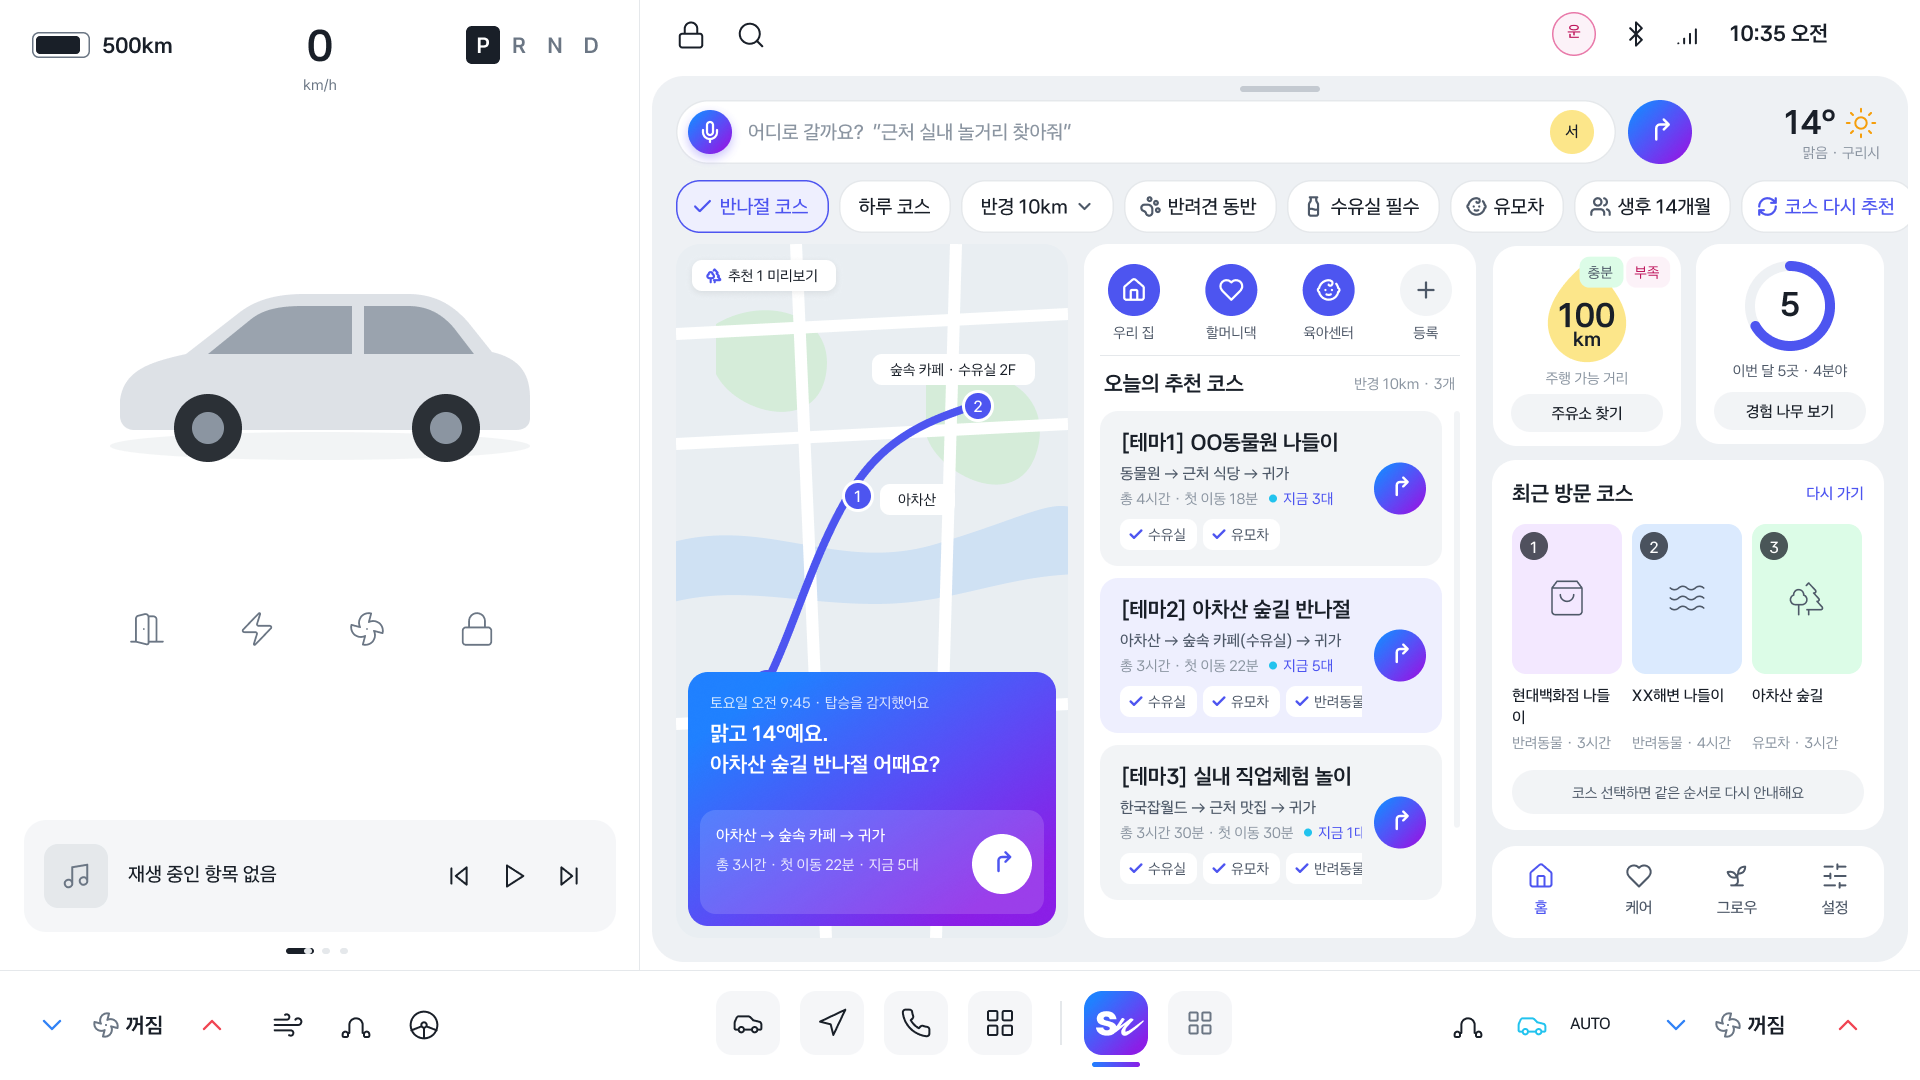 500km
0
km/h
P R N D
운
10:35 오전
어디로 갈까요? "근처 실내 놀거리 찾아줘"
서
14°
맑음 · 구리시
반나절 코스
하루 코스
반경 10km
반려견 동반
수유실 필수
유모차
생후 14개월
코스 다시 추천
추천 1 미리보기
숲속 카페 · 수유실 2F
2
1
아차산
토요일 오전 9:45 · 탑승을 감지했어요
맑고 14°예요.
아차산 숲길 반나절 어때요?
아차산 → 숲속 카페 → 귀가
총 3시간 · 첫 이동 22분 · 지금 5대
우리 집
할머니댁
육아센터
등록
오늘의 추천 코스
반경 10km · 3개
[테마1] OO동물원 나들이
동물원 → 근처 식당 → 귀가
총 4시간 · 첫 이동 18분 지금 3대
수유실 유모차
[테마2] 아차산 숲길 반나절
아차산 → 숲속 카페(수유실) → 귀가
총 3시간 · 첫 이동 22분 지금 5대
수유실 유모차 반려동물
[테마3] 실내 직업체험 놀이
한국잡월드 → 근처 맛집 → 귀가
총 3시간 30분 · 첫 이동 30분 지금 1대
수유실 유모차 반려동물
충분 부족
100
km
주행 가능 거리
주유소 찾기
5
이번 달 5곳 · 4분야
경험 나무 보기
최근 방문 코스
다시 가기
1
2
3
현대백화점 나들
이
반려동물 · 3시간
XX해변 나들이
반려동물 · 4시간
아차산 숲길
유모차 · 3시간
코스 선택하면 같은 순서로 다시 안내해요
홈
케어
그로우
설정
재생 중인 항목 없음
꺼짐
Su
AUTO
꺼짐